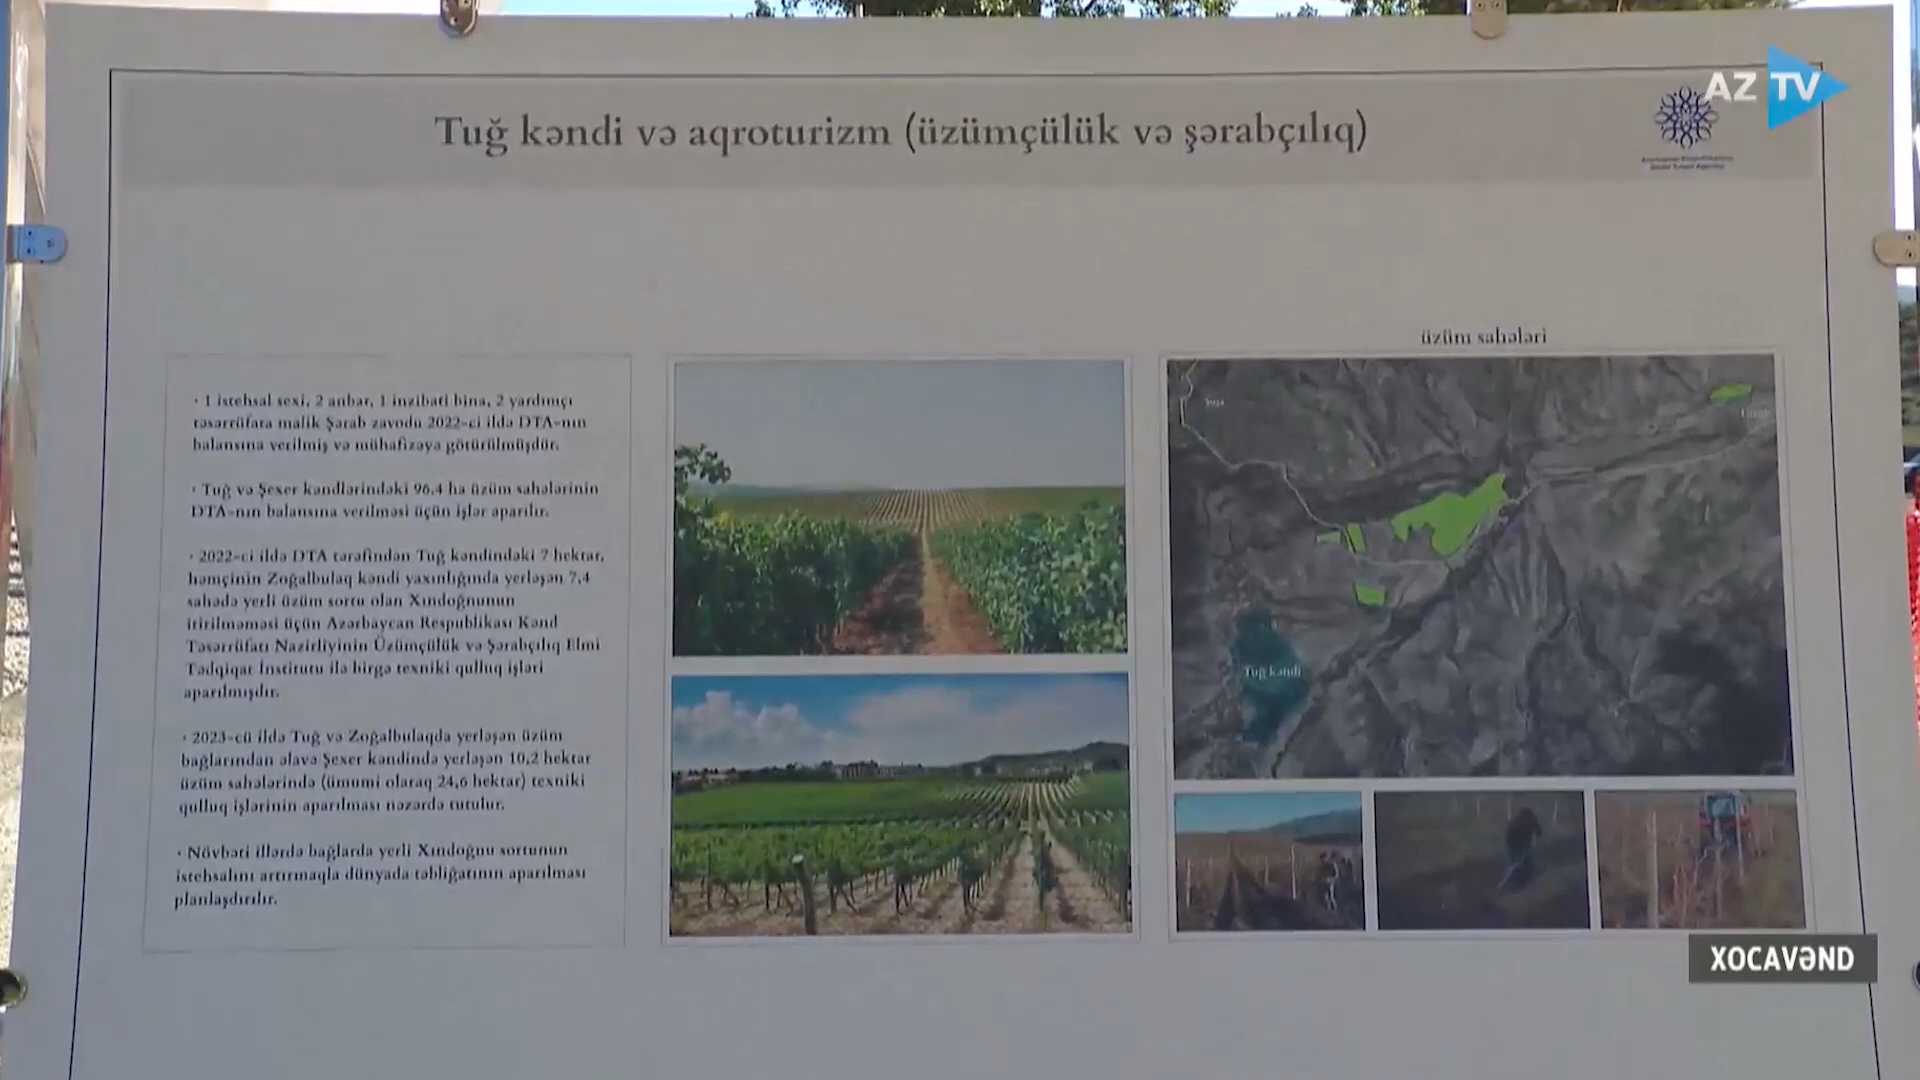 AZ TV
Tuğ kəndi və aqroturizm (üzümçülük və şərabçılıq)
üzüm sahələri
• 1 istehsal sexi, 2 anbar, 1 inzibati bina, 2 yardımçı
təsərrüfata malik Şərab zavodu 2022-ci ildə DTA-nın
balansına verilmiş və mühafizəyə götürülmüşdür.
• Tuğ və Şexer kəndlərindəki 96.4 ha üzüm sahələrinin
DTA-nın balansına verilməsi üçün işlər aparılır.
• 2022-ci ildə DTA tərəfindən Tuğ kəndindəki 7 hektar,
həmçinin Zoğalbulaq kəndi yaxınlığında yerləşən 7,4
sahədə yerli üzüm sortu olan Xındoğnunun
itirilməməsi üçün Azərbaycan Respublikası Kənd
Təsərrüfatı Nazirliyinin Üzümçülük və Şərabçılıq Elmi
Tədqiqat İnstitutu ilə birgə texniki qulluq işləri
aparılmışdır.
• 2023-cü ildə Tuğ və Zoğalbulaqda yerləşən üzüm
bağlarından əlavə Şexer kəndində yerləşən 10,2 hektar
üzüm sahələrində (ümumi olaraq 24,6 hektar) texniki
qulluq işlərinin aparılması nəzərdə tutulur.
• Növbəti illərdə bağlarda yerli Xındoğnu sortunun
istehsalını artırmaqla dünyada təbliğatının aparılması
planlaşdırılır.
Tuğ kəndi
XOCAVƏND